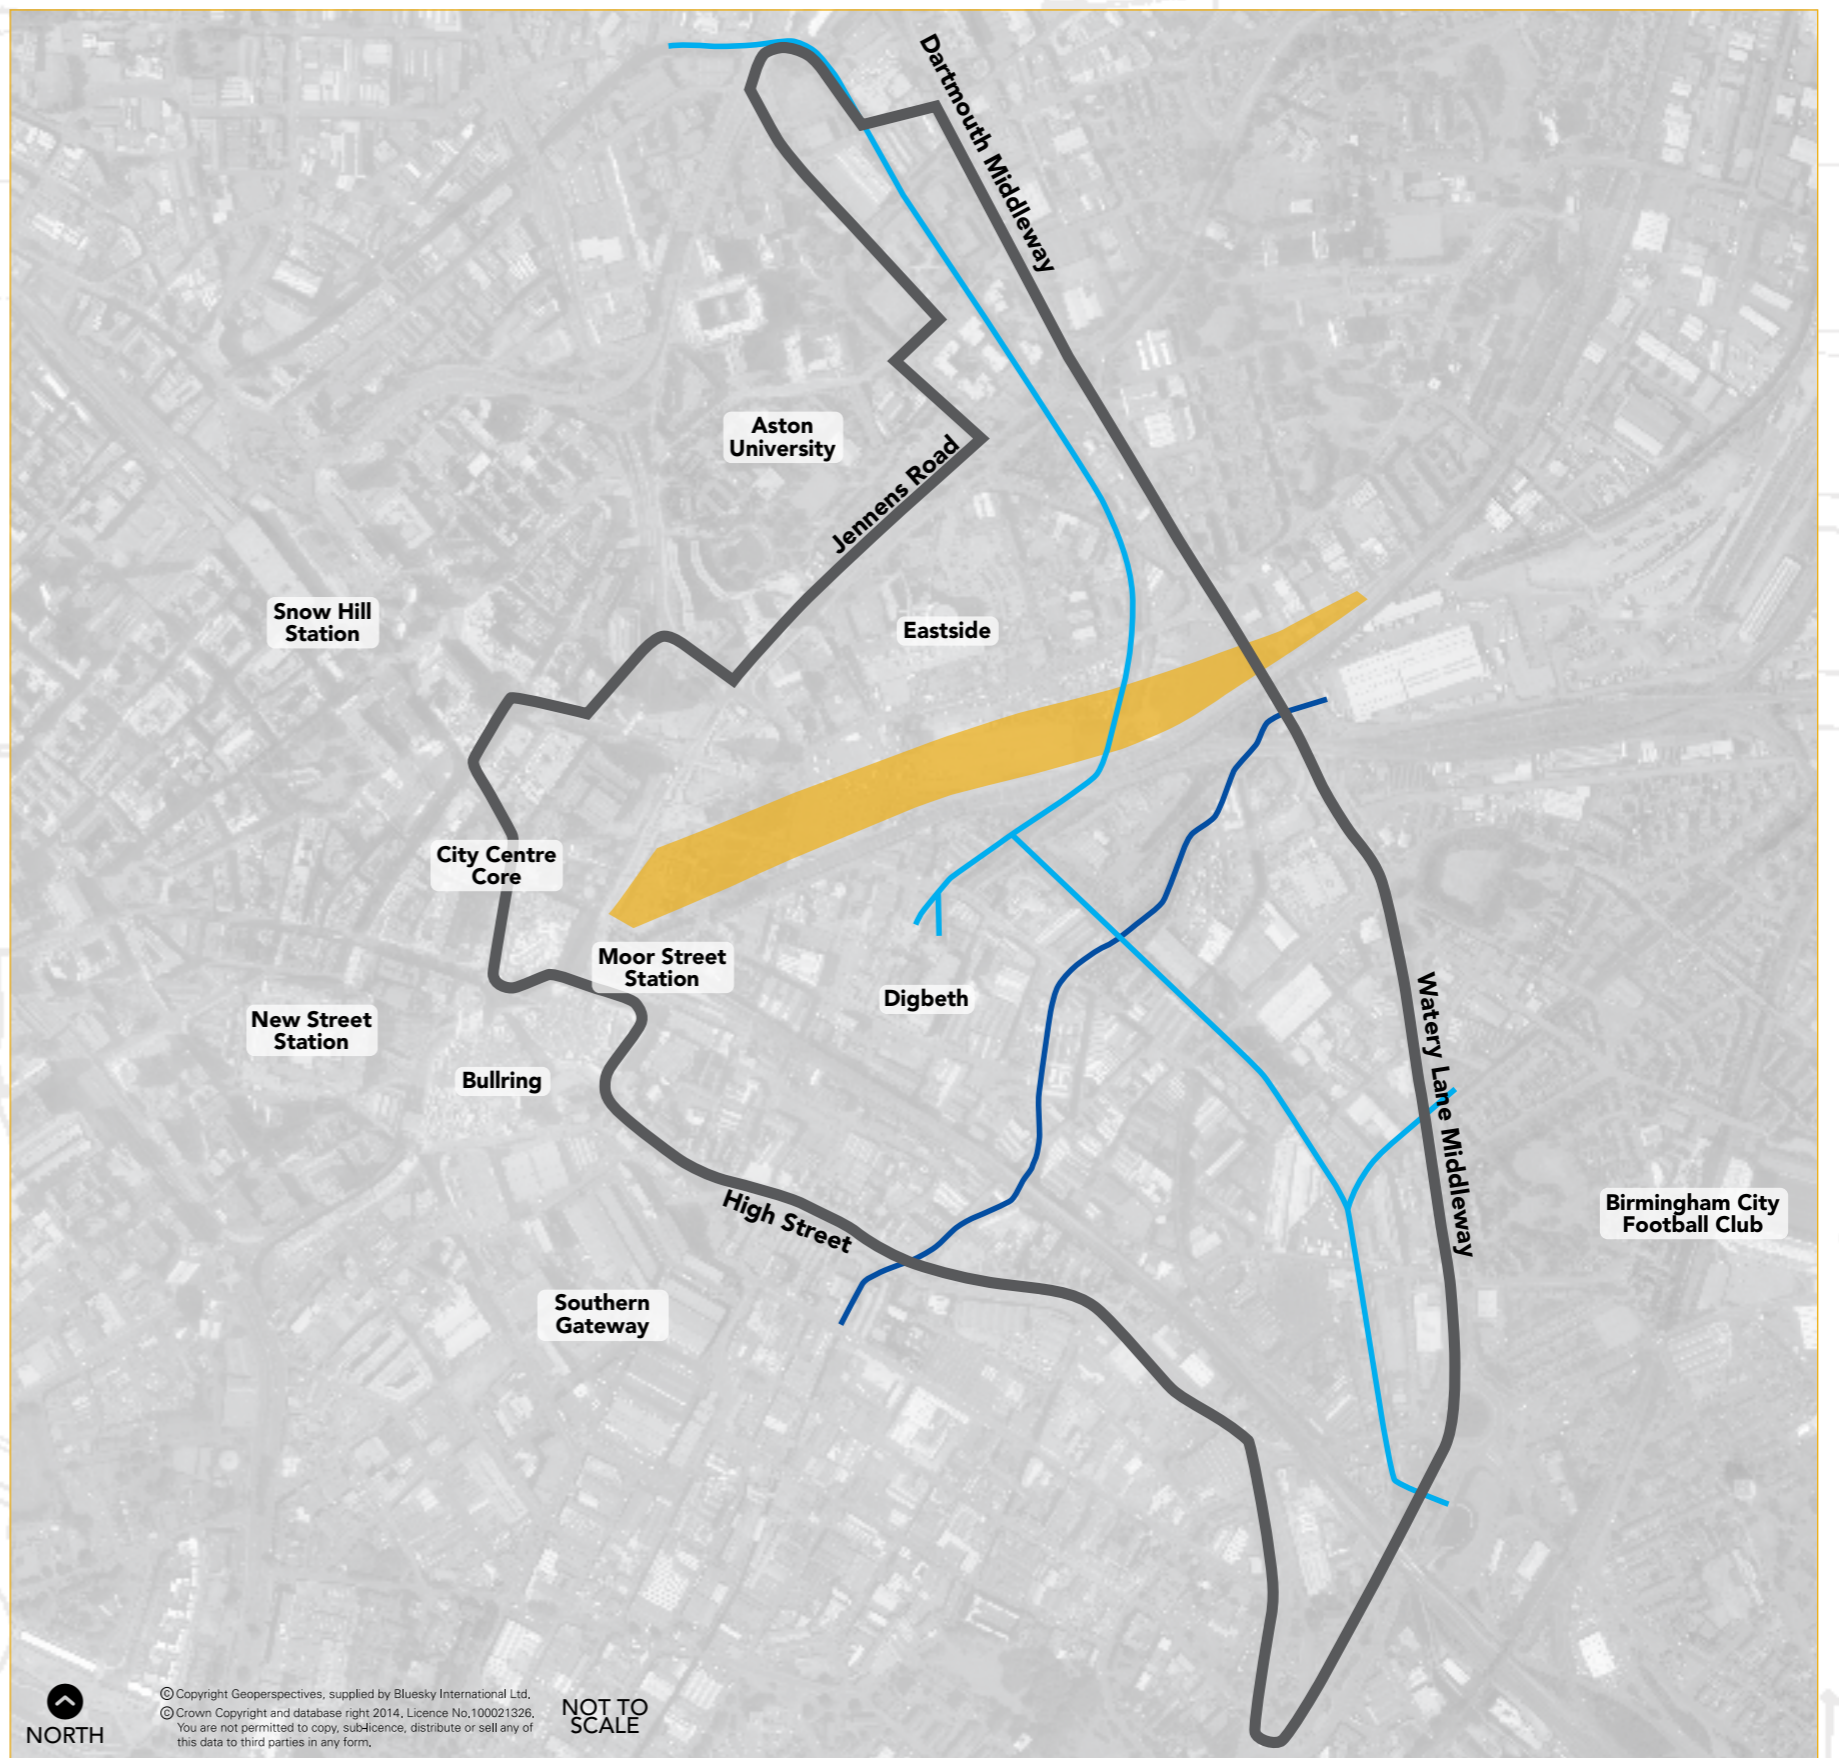 Dartmouth Middleway
Aston
University
Jennens Road
Snow Hill
Station
Eastside
City Centre
Core
Moor Street
Station
Digbeth
New Street
Station
Bullring
Watery Lane Middleway
High Street
Birmingham City
Football Club
Southern
Gateway
NORTH
© Copyright Geoperspectives, supplied by Bluesky International Ltd.
© Crown Copyright and database right 2014. Licence No.100021326.
You are not permitted to copy, sub-licence, distribute or sell any of
this data to third parties in any form.
NOT TO
SCALE